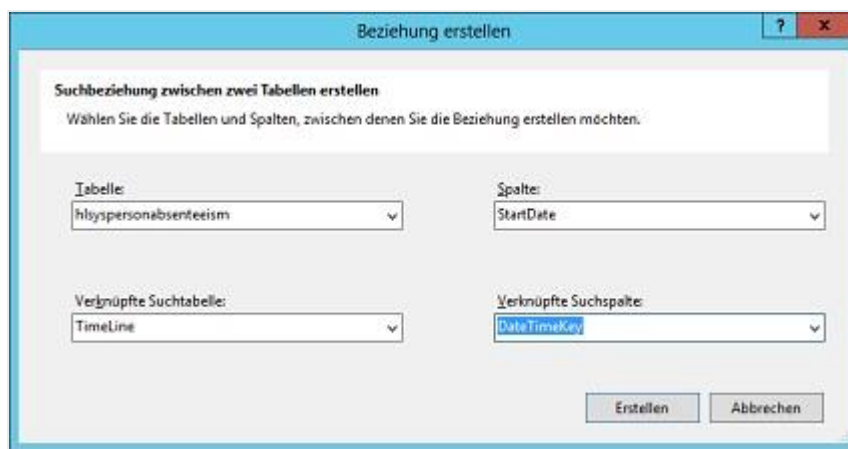 Beziehung erstellen
?
x
Suchbeziehung zwischen zwei Tabellen erstellen
Wählen Sie die Tabellen und Spalten, zwischen denen Sie die Beziehung erstellen möchten.
Tabelle: Spalte:
hlsyspersonabsenteeism StartDate
Verknüpfte Suchtabelle: Verknüpfte Suchspalte:
TimeLine DateTimeKey
Erstellen Abbrechen